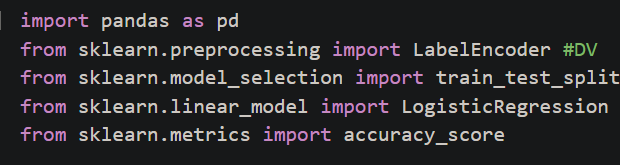 import pandas as pd
from sklearn.preprocessing import LabelEncoder #DV
from sklearn.model_selection import train_test_split
from sklearn.linear_model import LogisticRegression
from sklearn.metrics import accuracy_score